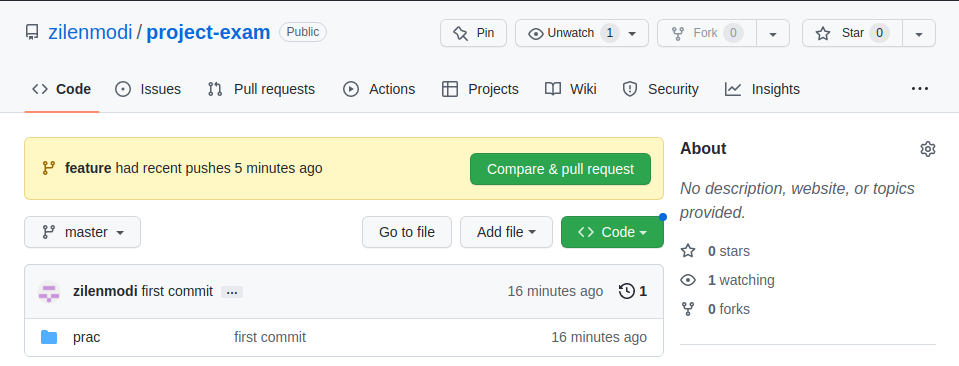 zilenmodi / project-exam Public Pin Unwatch 1 Fork 0 Star 0
Code Issues Pull requests Actions Projects Wiki Security Insights ...
feature had recent pushes 5 minutes ago Compare & pull request
master Go to file Add file Code
zilenmodi first commit ... 16 minutes ago 1
prac first commit 16 minutes ago
About
No description, website, or topics
provided.
0 stars
1 watching
0 forks